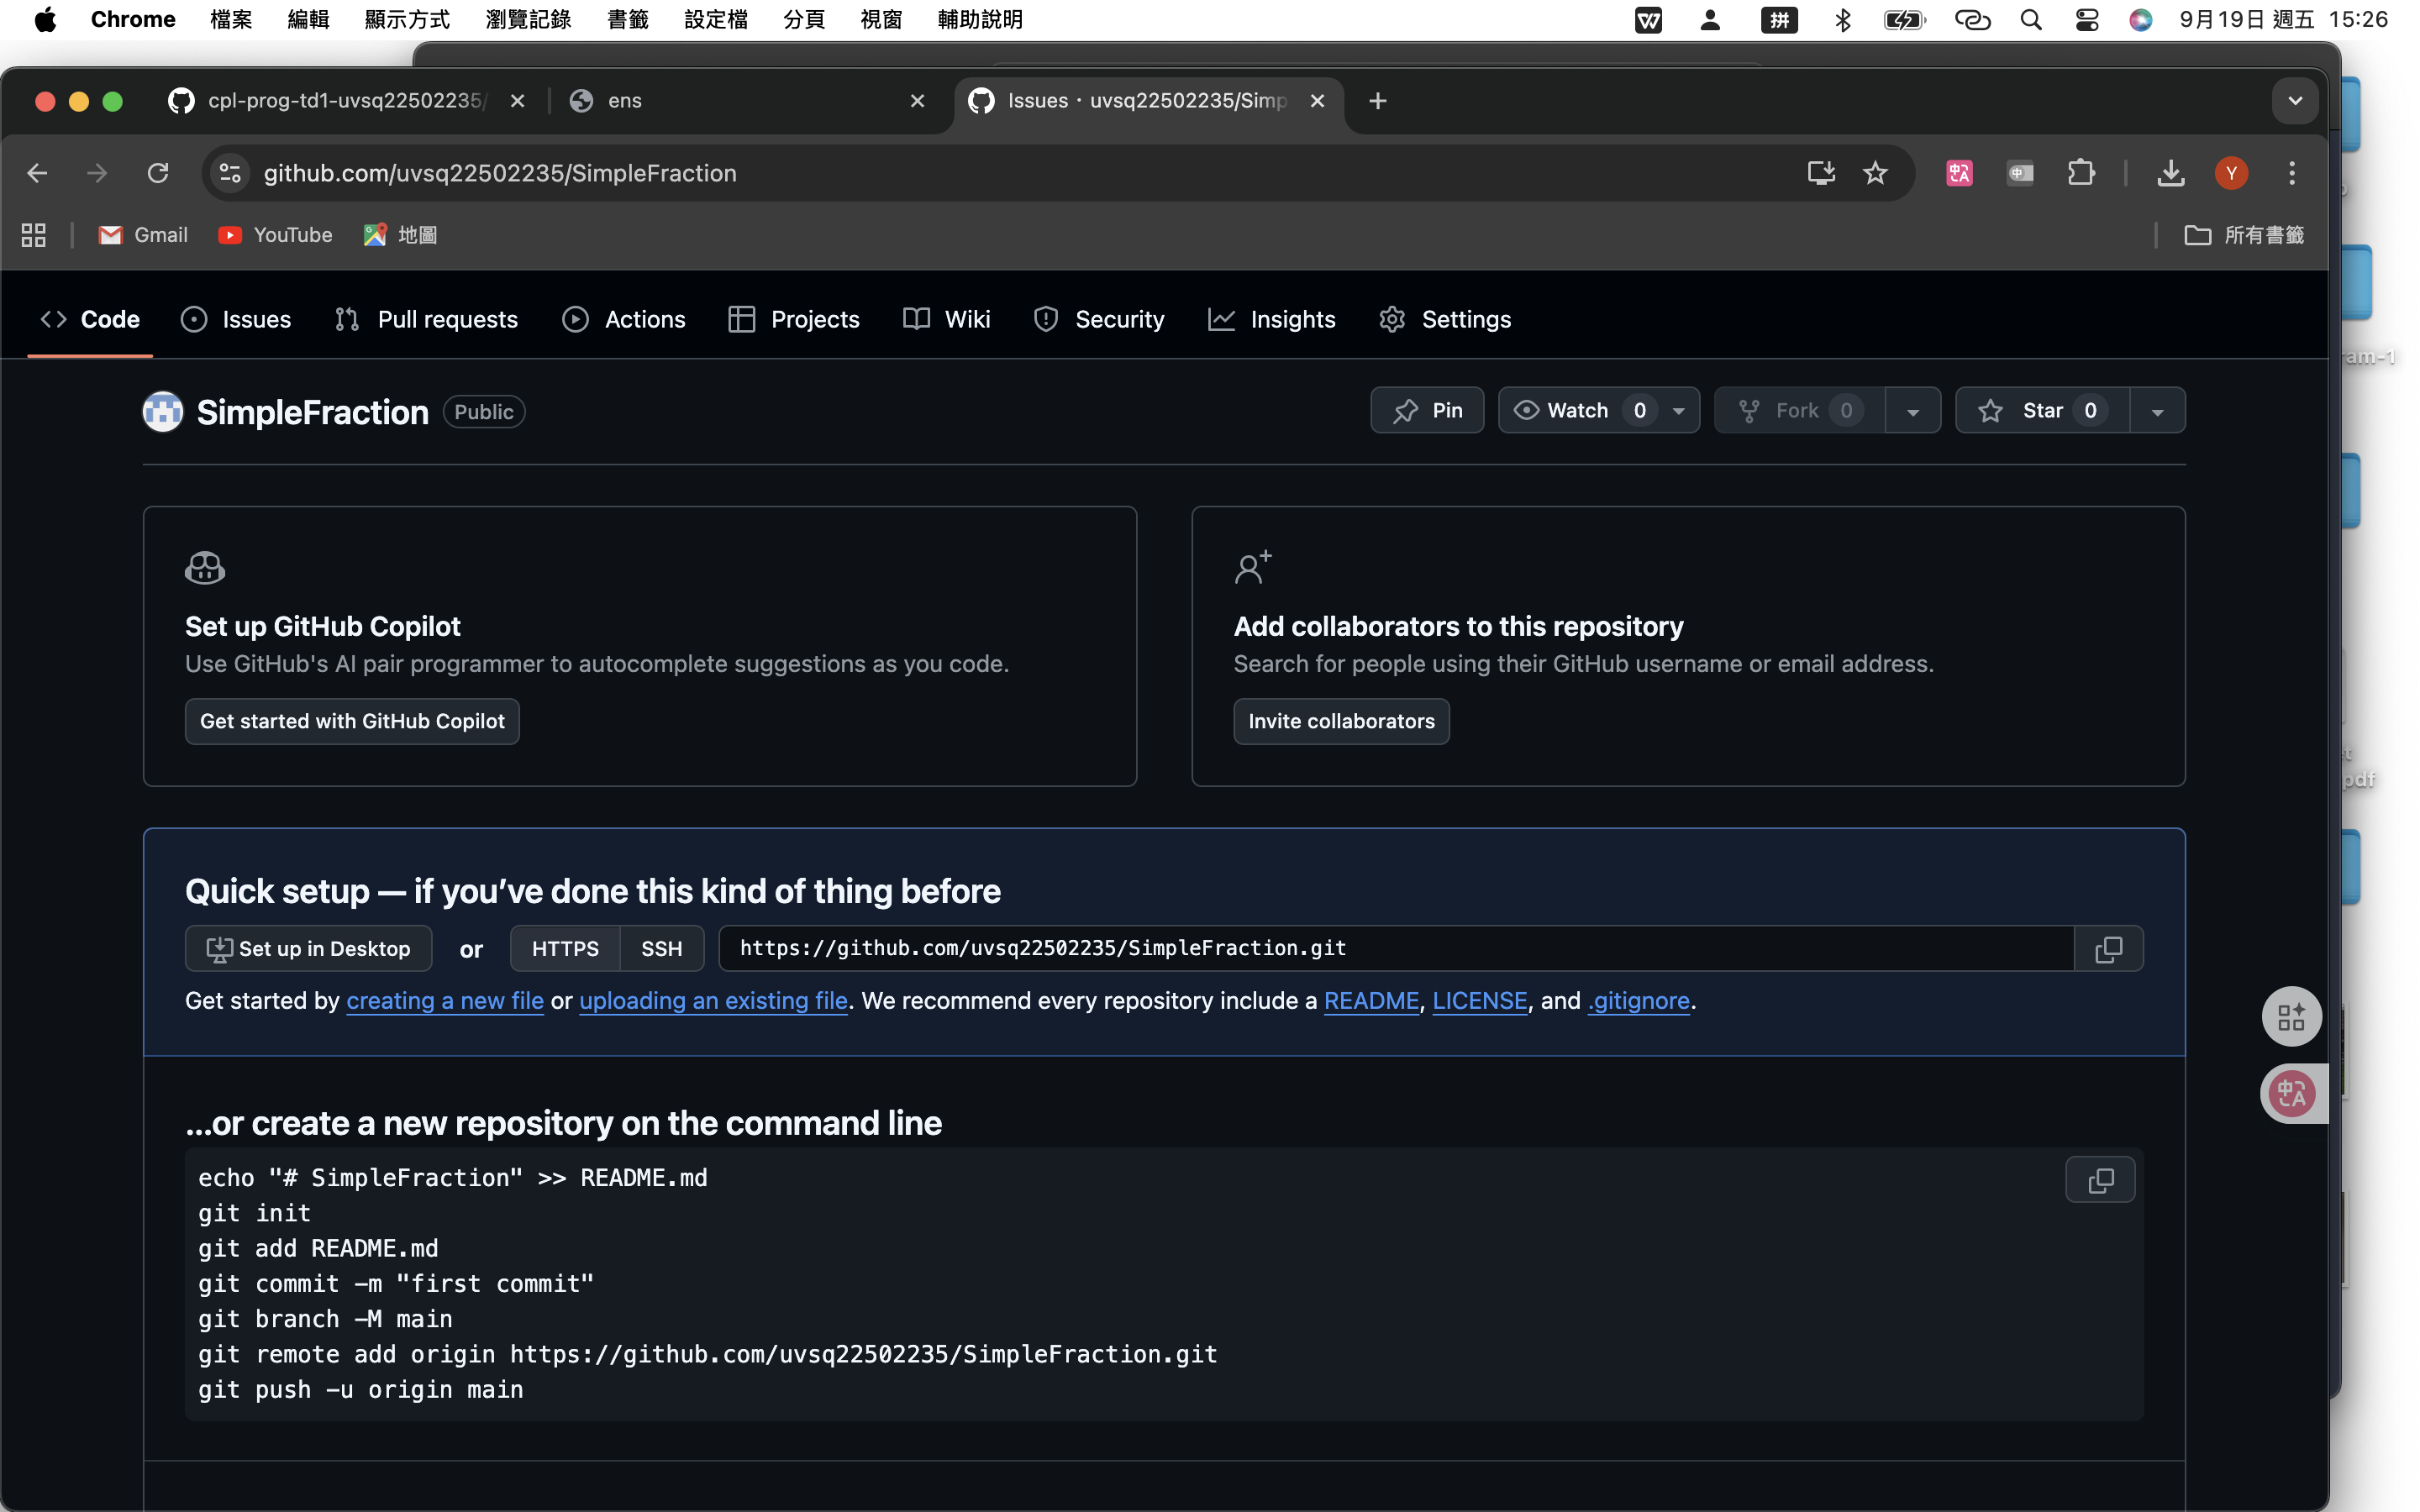 Chrome 檔案 編輯 顯示方式 瀏覽記錄 書籤 設定檔 分頁 視窗 輔助說明 拼 9月19日 週五 15:26
cpl-prog-td1-uvsq22502235/ ens Issues · uvsq22502235/Simp
github.com/uvsq22502235/SimpleFraction Y
Gmail YouTube 地圖 所有書籤
Code Issues Pull requests Actions Projects Wiki Security Insights Settings
ram-1
SimpleFraction Public Pin Watch 0 Fork 0 Star 0
Set up GitHub Copilot
Use GitHub's AI pair programmer to autocomplete suggestions as you code.
Get started with GitHub Copilot
Add collaborators to this repository
Search for people using their GitHub username or email address.
Invite collaborators
pdf
Quick setup — if you’ve done this kind of thing before
Set up in Desktop or HTTPS SSH https://github.com/uvsq22502235/SimpleFraction.git
Get started by creating a new file or uploading an existing file. We recommend every repository include a README, LICENSE, and .gitignore.
…or create a new repository on the command line
echo "# SimpleFraction" >> README.md
git init
git add README.md
git commit -m "first commit"
git branch -M main
git remote add origin https://github.com/uvsq22502235/SimpleFraction.git
git push -u origin main